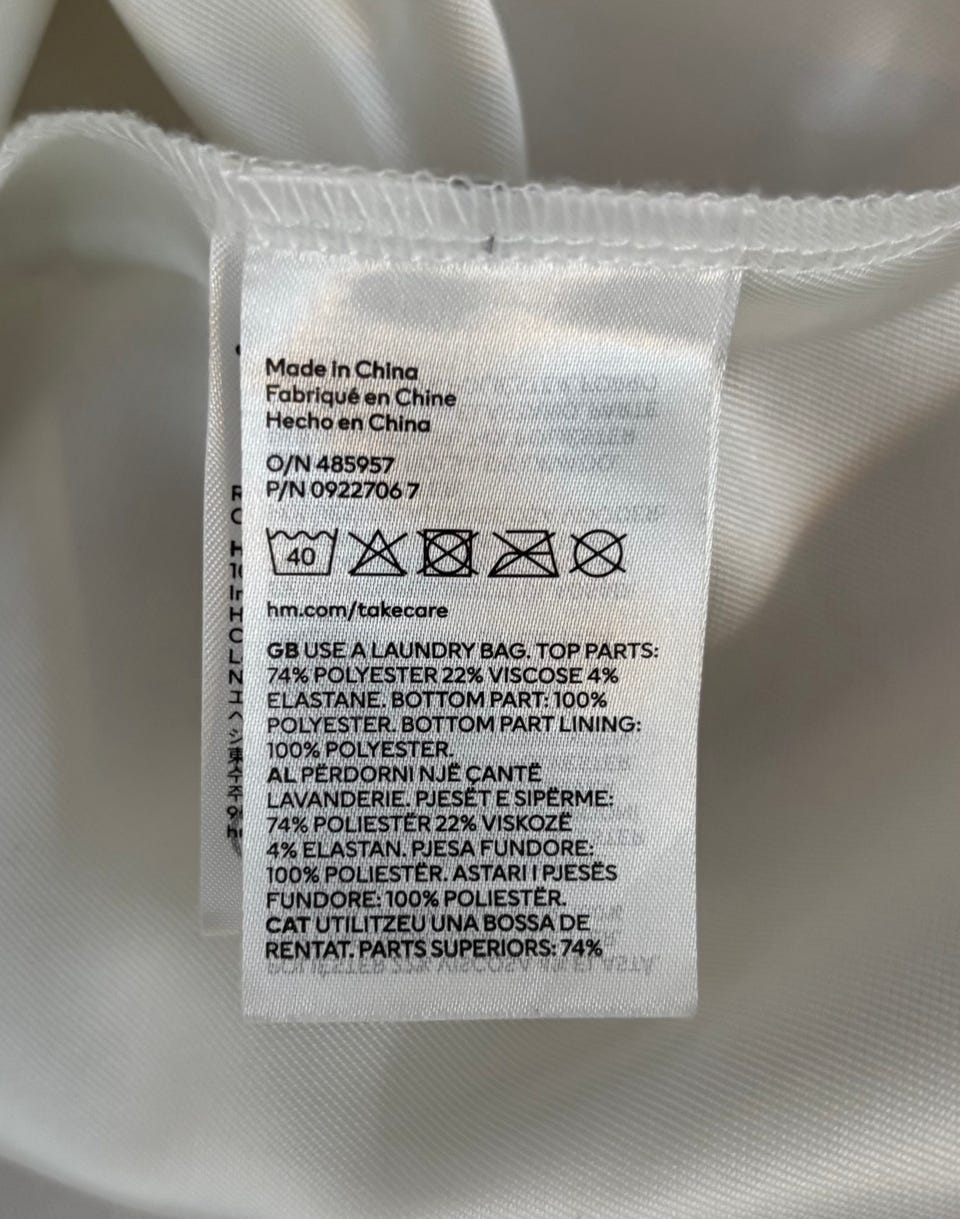 Made in China
Fabriqué en Chine
Hecho en China
O/N 485957
P/N 0922706 7
40
hm.com/takecare
GB USE A LAUNDRY BAG. TOP PARTS:
74% POLYESTER 22% VISCOSE 4%
ELASTANE. BOTTOM PART: 100%
POLYESTER. BOTTOM PART LINING:
100% POLYESTER.
AL PËRDORNI NJË ÇANTË
LAVANDERIE. PJESËT E SIPËRME:
74% POLIESTËR 22% VISKOZË
4% ELASTAN. PJESA FUNDORE:
100% POLIESTËR. ASTARI I PJESËS
FUNDORE: 100% POLIESTËR.
CAT UTILITZEU UNA BOSSA DE
RENTAT. PARTS SUPERIORS: 74%